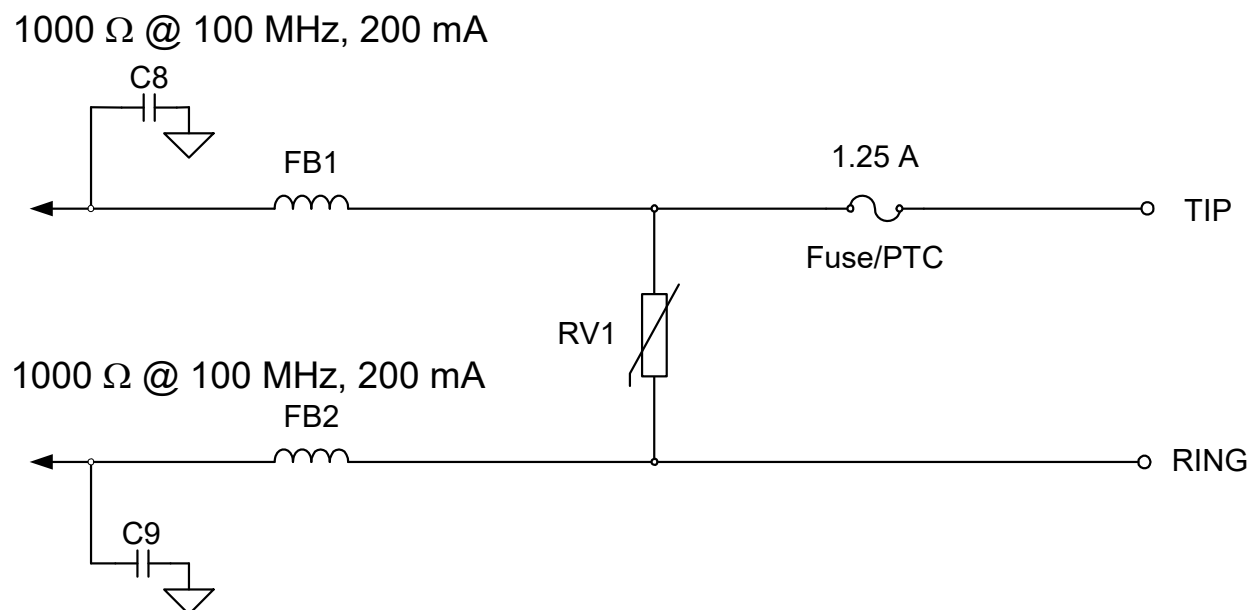 1000 Ω @ 100 MHz, 200 mA
C8
FB1
1.25 A
TIP
Fuse/PTC
RV1
1000 Ω @ 100 MHz, 200 mA
FB2
RING
C9